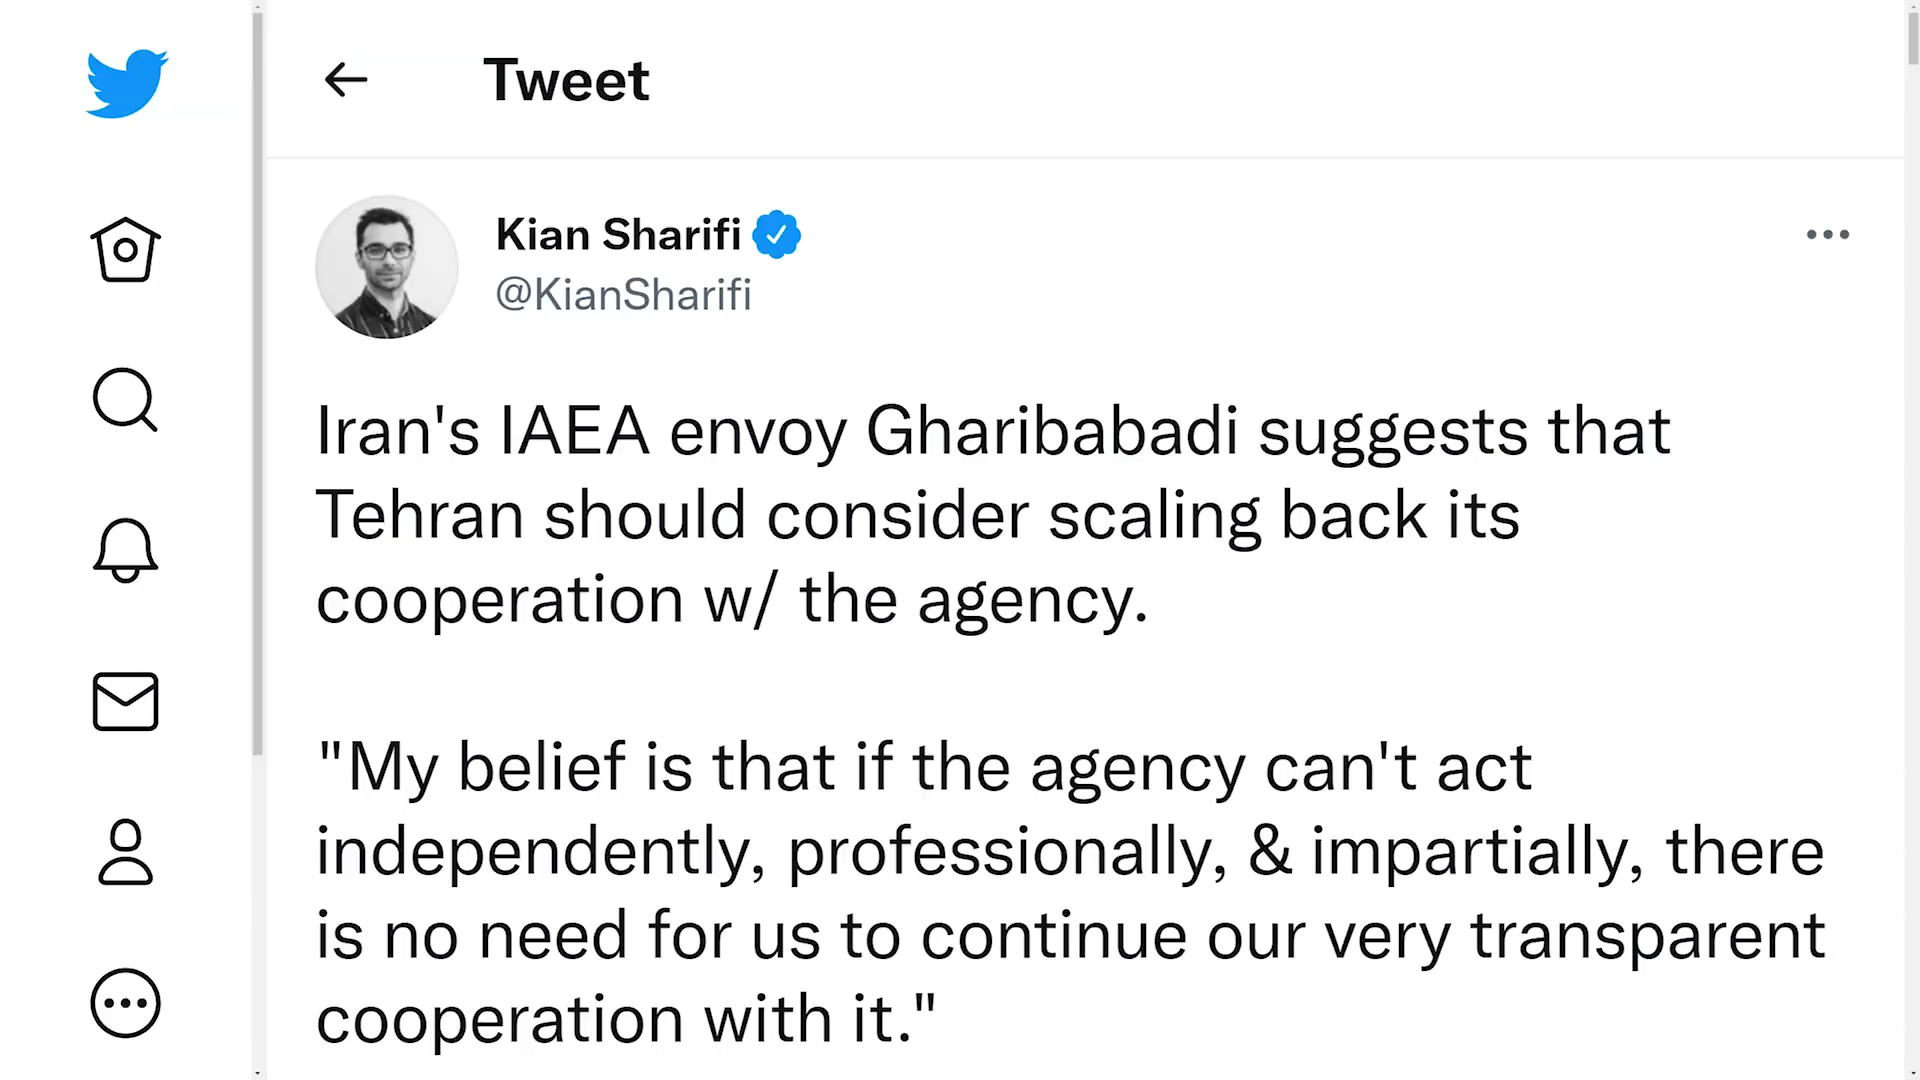 Tweet
Kian Sharifi
@KianSharifi
Iran's IAEA envoy Gharibabadi suggests that
Tehran should consider scaling back its
cooperation w/ the agency.
"My belief is that if the agency can't act
independently, professionally, & impartially, there
is no need for us to continue our very transparent
cooperation with it."